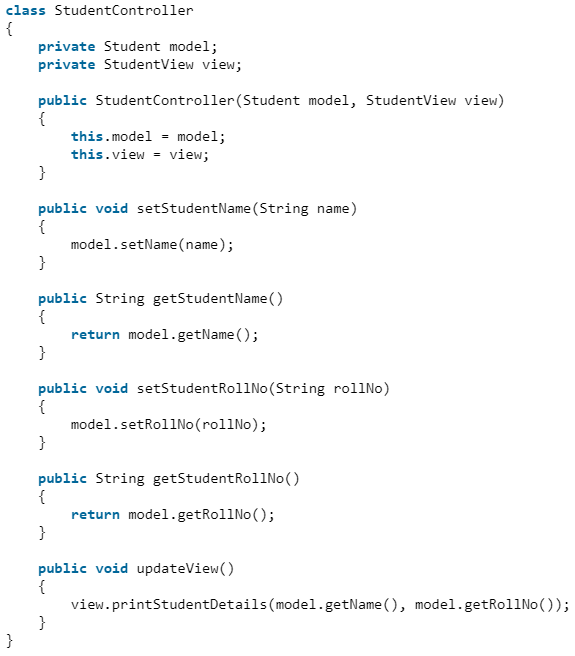 class StudentController
{
    private Student model;
    private StudentView view;

    public StudentController(Student model, StudentView view)
    {
        this.model = model;
        this.view = view;
    }

    public void setStudentName(String name)
    {
        model.setName(name);
    }

    public String getStudentName()
    {
        return model.getName();
    }

    public void setStudentRollNo(String rollNo)
    {
        model.setRollNo(rollNo);
    }

    public String getStudentRollNo()
    {
        return model.getRollNo();
    }

    public void updateView()
    {
        view.printStudentDetails(model.getName(), model.getRollNo());
    }
}